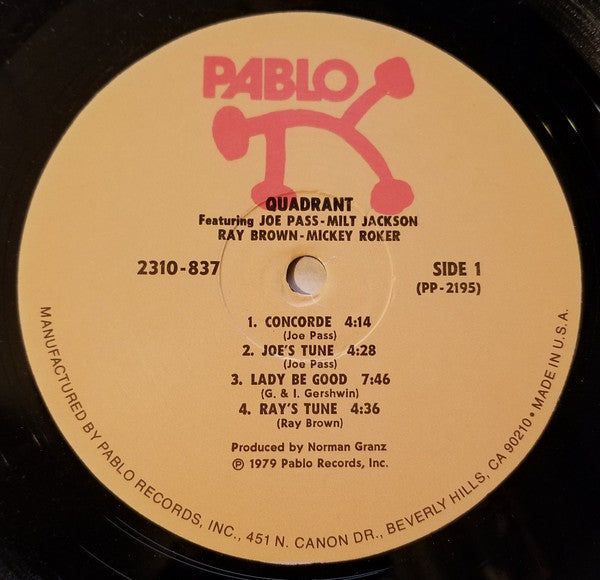 PABLO
QUADRANT
Featuring JOE PASS-MILT JACKSON
RAY BROWN-MICKEY ROKER
2310-837
SIDE 1
(PP-2195)
1. CONCORDE 4:14
(Joe Pass)
2. JOE'S TUNE 4:28
(Joe Pass)
3. LADY BE GOOD 7:46
(G. & I. Gershwin)
4. RAY'S TUNE 4:36
(Ray Brown)
Produced by Norman Granz
℗ 1979 Pablo Records, Inc.
MANUFACTURED BY PABLO RECORDS, INC., 451 N. CANON DR., BEVERLY HILLS, CA 90210 • MADE IN U.S.A.